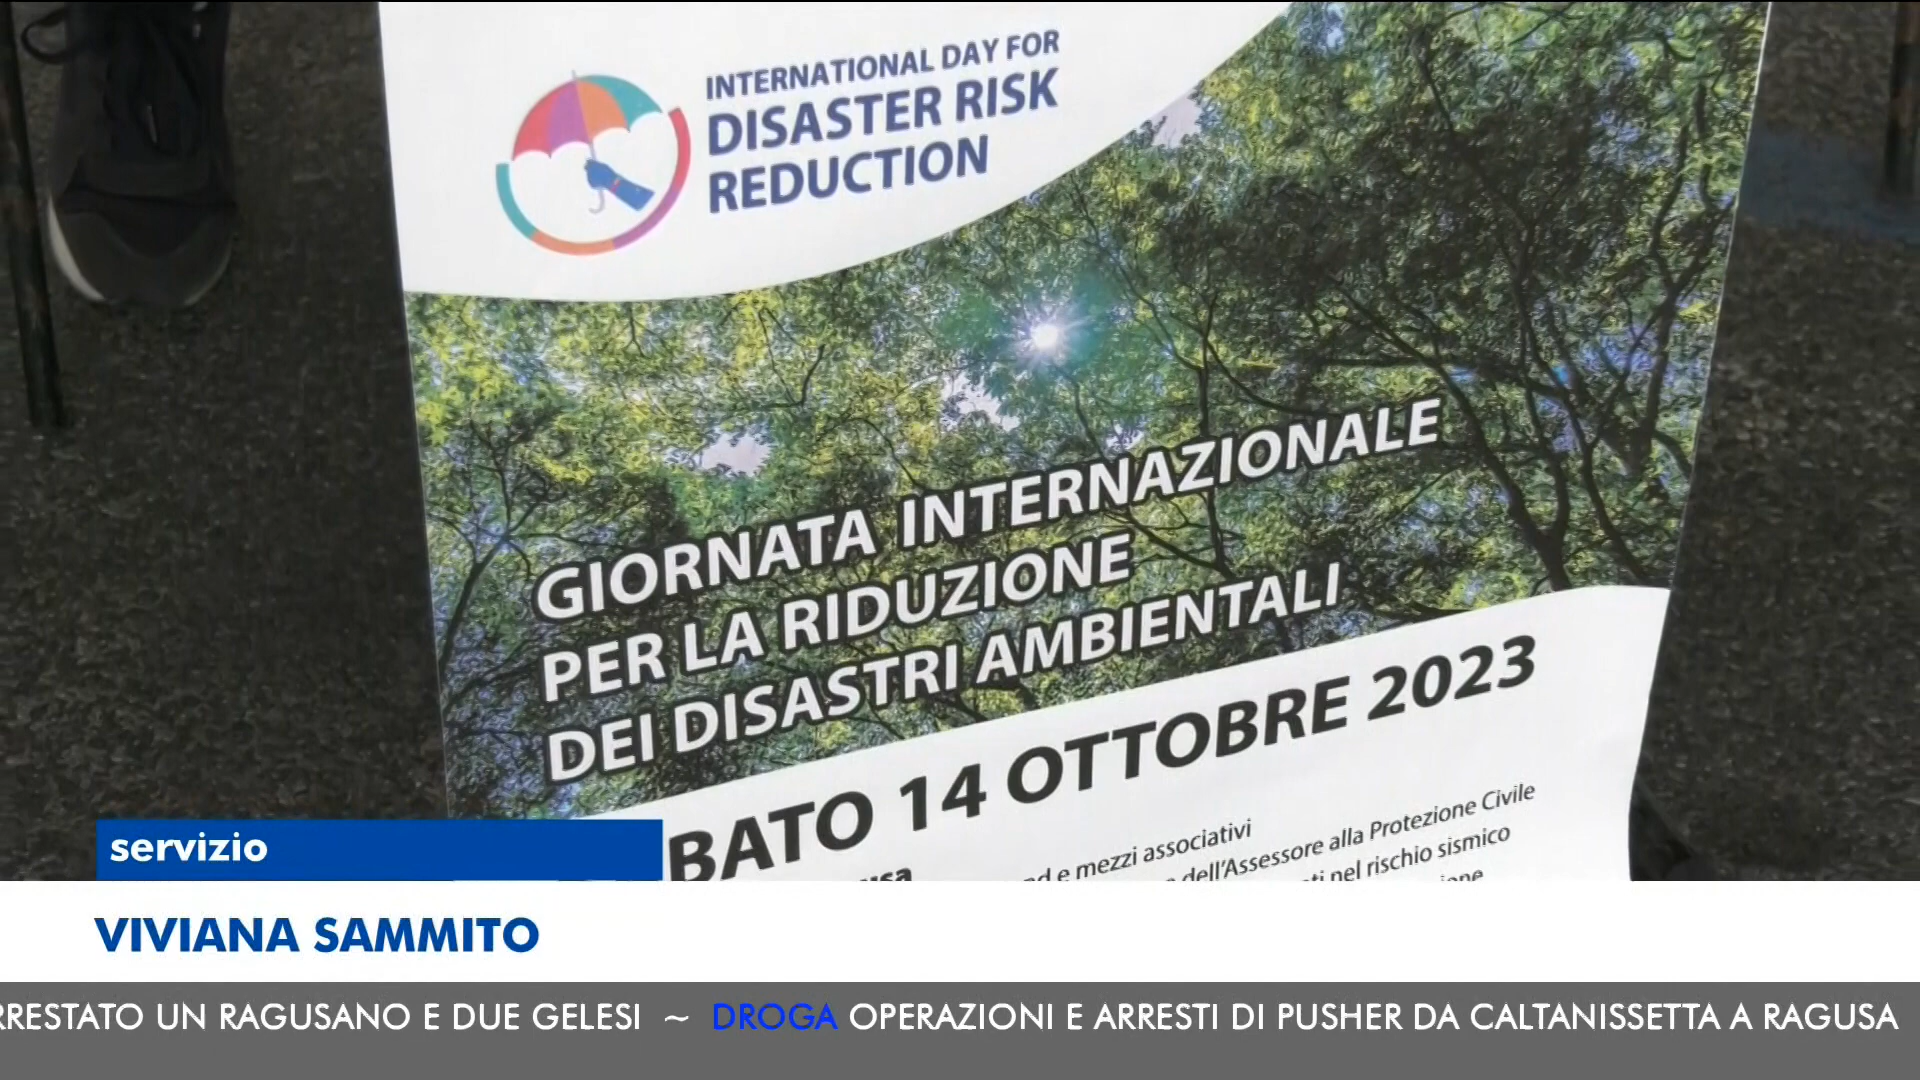 INTERNATIONAL DAY FOR
DISASTER RISK
REDUCTION
GIORNATA INTERNAZIONALE
PER LA RIDUZIONE
DEI DISASTRI AMBIENTALI
BATO 14 OTTOBRE 2023
e mezzi associativi
dell'Assessore alla Protezione Civile
nel rischio sismico
servizio
VIVIANA SAMMITO
RRESTATO UN RAGUSANO E DUE GELESI ~ DROGA OPERAZIONI E ARRESTI DI PUSHER DA CALTANISSETTA A RAGUSA